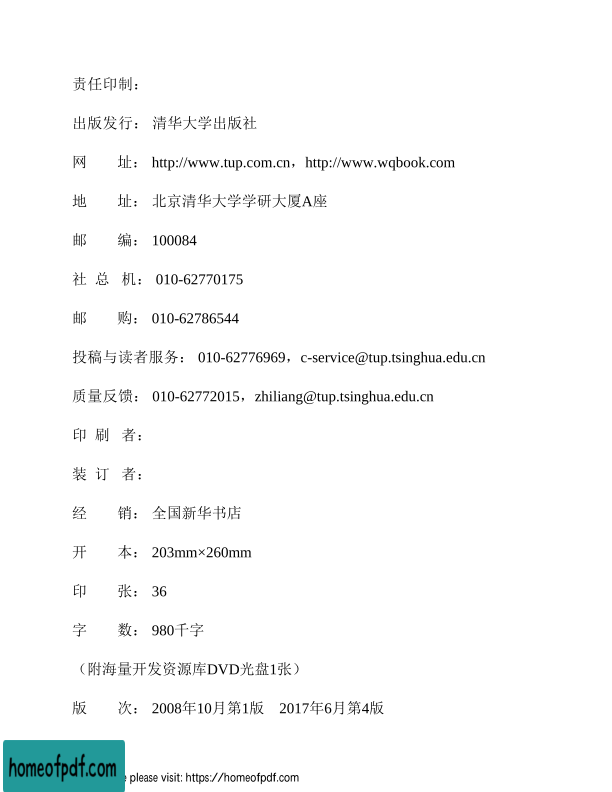 责任印制：
出版发行： 清华大学出版社
网　　址： http://www.tup.com.cn，http://www.wqbook.com
地　　址： 北京清华大学学研大厦A座
邮　　编： 100084
社 总 机： 010-62770175
邮　　购： 010-62786544
投稿与读者服务： 010-62776969，c-service@tup.tsinghua.edu.cn
质量反馈： 010-62772015，zhiliang@tup.tsinghua.edu.cn
印 刷 者：
装 订 者：
经　　销： 全国新华书店
开　　本： 203mm×260mm
印　　张： 36
字　　数： 980千字
（附海量开发资源库DVD光盘1张）
版　　次： 2008年10月第1版　2017年6月第4版
homeofpdf.com
please visit: https://homeofpdf.com